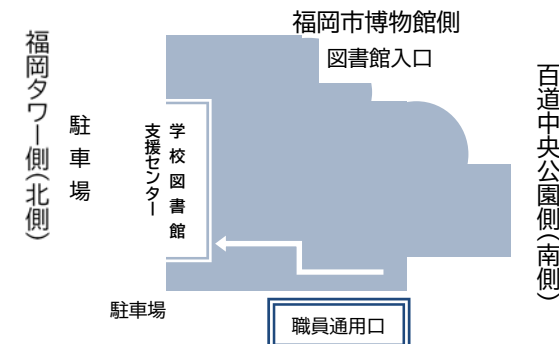 福岡市博物館側
図書館入口
福岡タワー側(北側)
駐車場
学校図書館
支援センター
百道中央公園側(南側)
駐車場
職員通用口